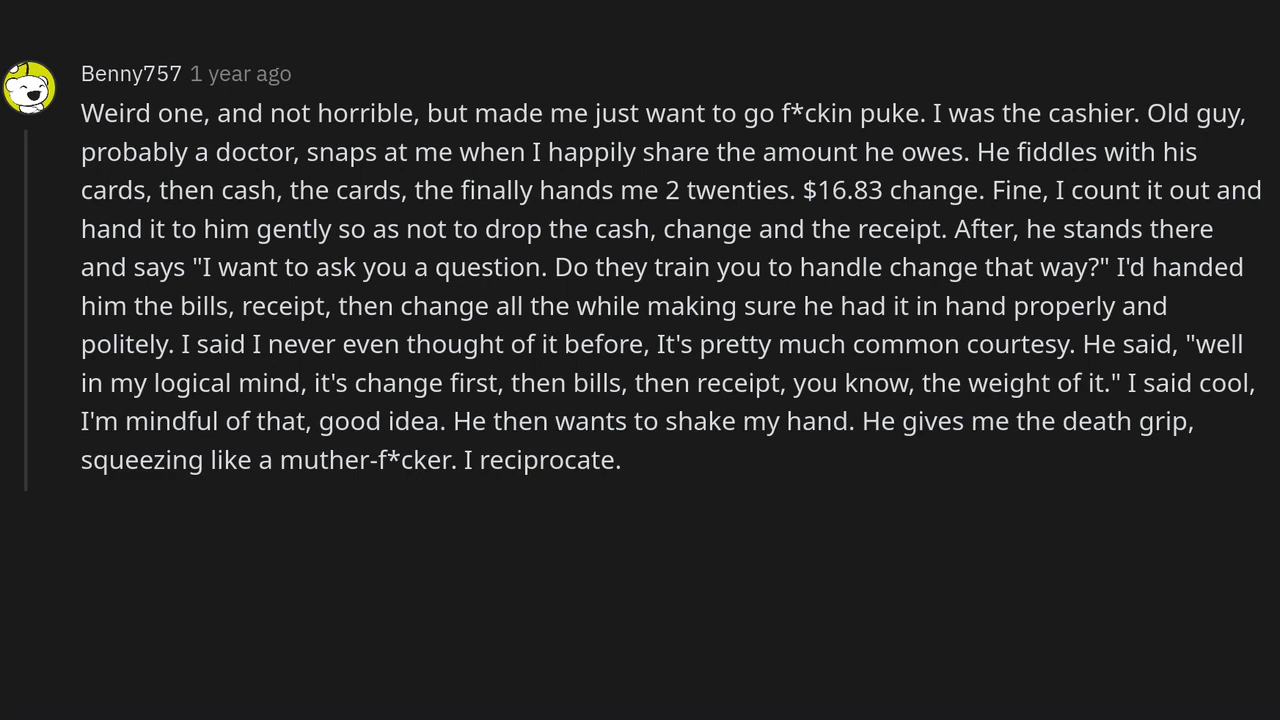 Benny757 1 year ago
Weird one, and not horrible, but made me just want to go f*ckin puke. I was the cashier. Old guy,
probably a doctor, snaps at me when I happily share the amount he owes. He fiddles with his
cards, then cash, the cards, the finally hands me 2 twenties. $16.83 change. Fine, I count it out and
hand it to him gently so as not to drop the cash, change and the receipt. After, he stands there
and says "I want to ask you a question. Do they train you to handle change that way?" I'd handed
him the bills, receipt, then change all the while making sure he had it in hand properly and
politely. I said I never even thought of it before, It's pretty much common courtesy. He said, "well
in my logical mind, it's change first, then bills, then receipt, you know, the weight of it." I said cool,
I'm mindful of that, good idea. He then wants to shake my hand. He gives me the death grip,
squeezing like a muther-f*cker. I reciprocate.